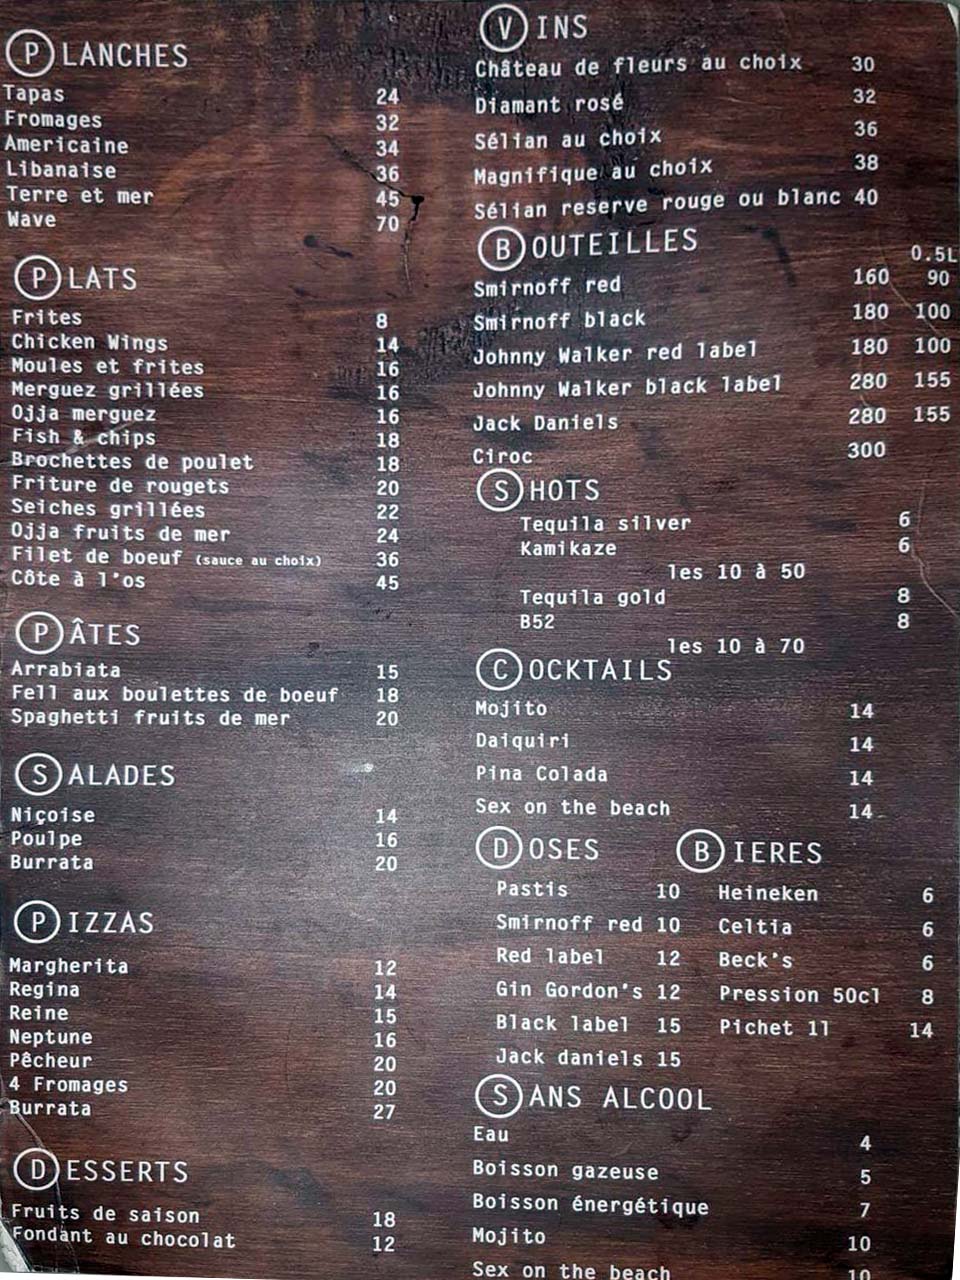 PLANCHES
Tapas 24
Fromages 32
Americaine 34
Libanaise 36
Terre et mer 45
Wave 70
PLATS
Frites 8
Chicken Wings 14
Moules et frites 16
Merguez grillées 16
Ojja merguez 16
Fish & chips 18
Brochettes de poulet 18
Friture de rougets 20
Seiches grillées 22
Ojja fruits de mer 24
Filet de boeuf (sauce au choix) 36
Côte à l'os 45
PÂTES
Arrabiata 15
Fell aux boulettes de boeuf 18
Spaghetti fruits de mer 20
SALADES
Niçoise 14
Poulpe 16
Burrata 20
PIZZAS
Margherita 12
Regina 14
Reine 15
Neptune 16
Pêcheur 20
4 Fromages 20
Burrata 27
DESSERTS
Fruits de saison 18
Fondant au chocolat 12
VINS
Château de fleurs au choix 30
Diamant rosé 32
Sélian au choix 36
Magnifique au choix 38
Sélian reserve rouge ou blanc 40
BOUTEILLES
0.5L
Smirnoff red 160 90
Smirnoff black 180 100
Johnny Walker red label 180 100
Johnny Walker black label 280 155
Jack Daniels 280 155
Ciroc 300
SHOTS
Tequila silver 6
Kamikaze 6
les 10 à 50
Tequila gold 8
B52 8
les 10 à 70
COCKTAILS
Mojito 14
Daiquiri 14
Pina Colada 14
Sex on the beach 14
DOSES
Pastis 10
Smirnoff red 10
Red label 12
Gin Gordon's 12
Black label 15
Jack daniels 15
BIERES
Heineken 6
Celtia 6
Beck's 6
Pression 50cl 8
Pichet 1l 14
SANS ALCOOL
Eau 4
Boisson gazeuse 5
Boisson énergétique 7
Mojito 10
Sex on the beach 10